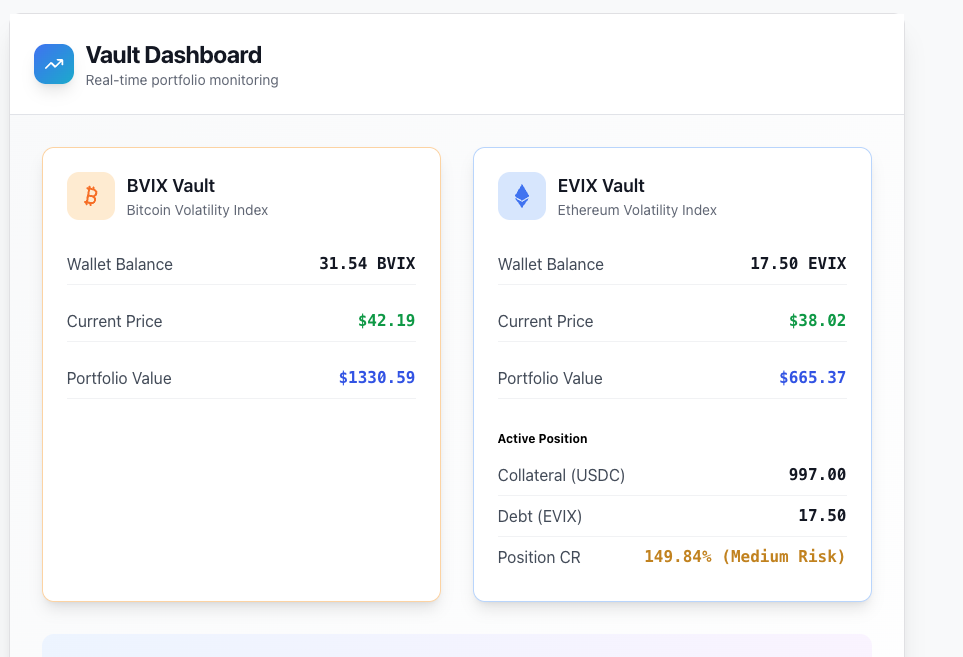 Vault Dashboard
Real-time portfolio monitoring
BVIX Vault
Bitcoin Volatility Index
Wallet Balance 31.54 BVIX
Current Price $42.19
Portfolio Value $1330.59
EVIX Vault
Ethereum Volatility Index
Wallet Balance 17.50 EVIX
Current Price $38.02
Portfolio Value $665.37
Active Position
Collateral (USDC) 997.00
Debt (EVIX) 17.50
Position CR 149.84% (Medium Risk)